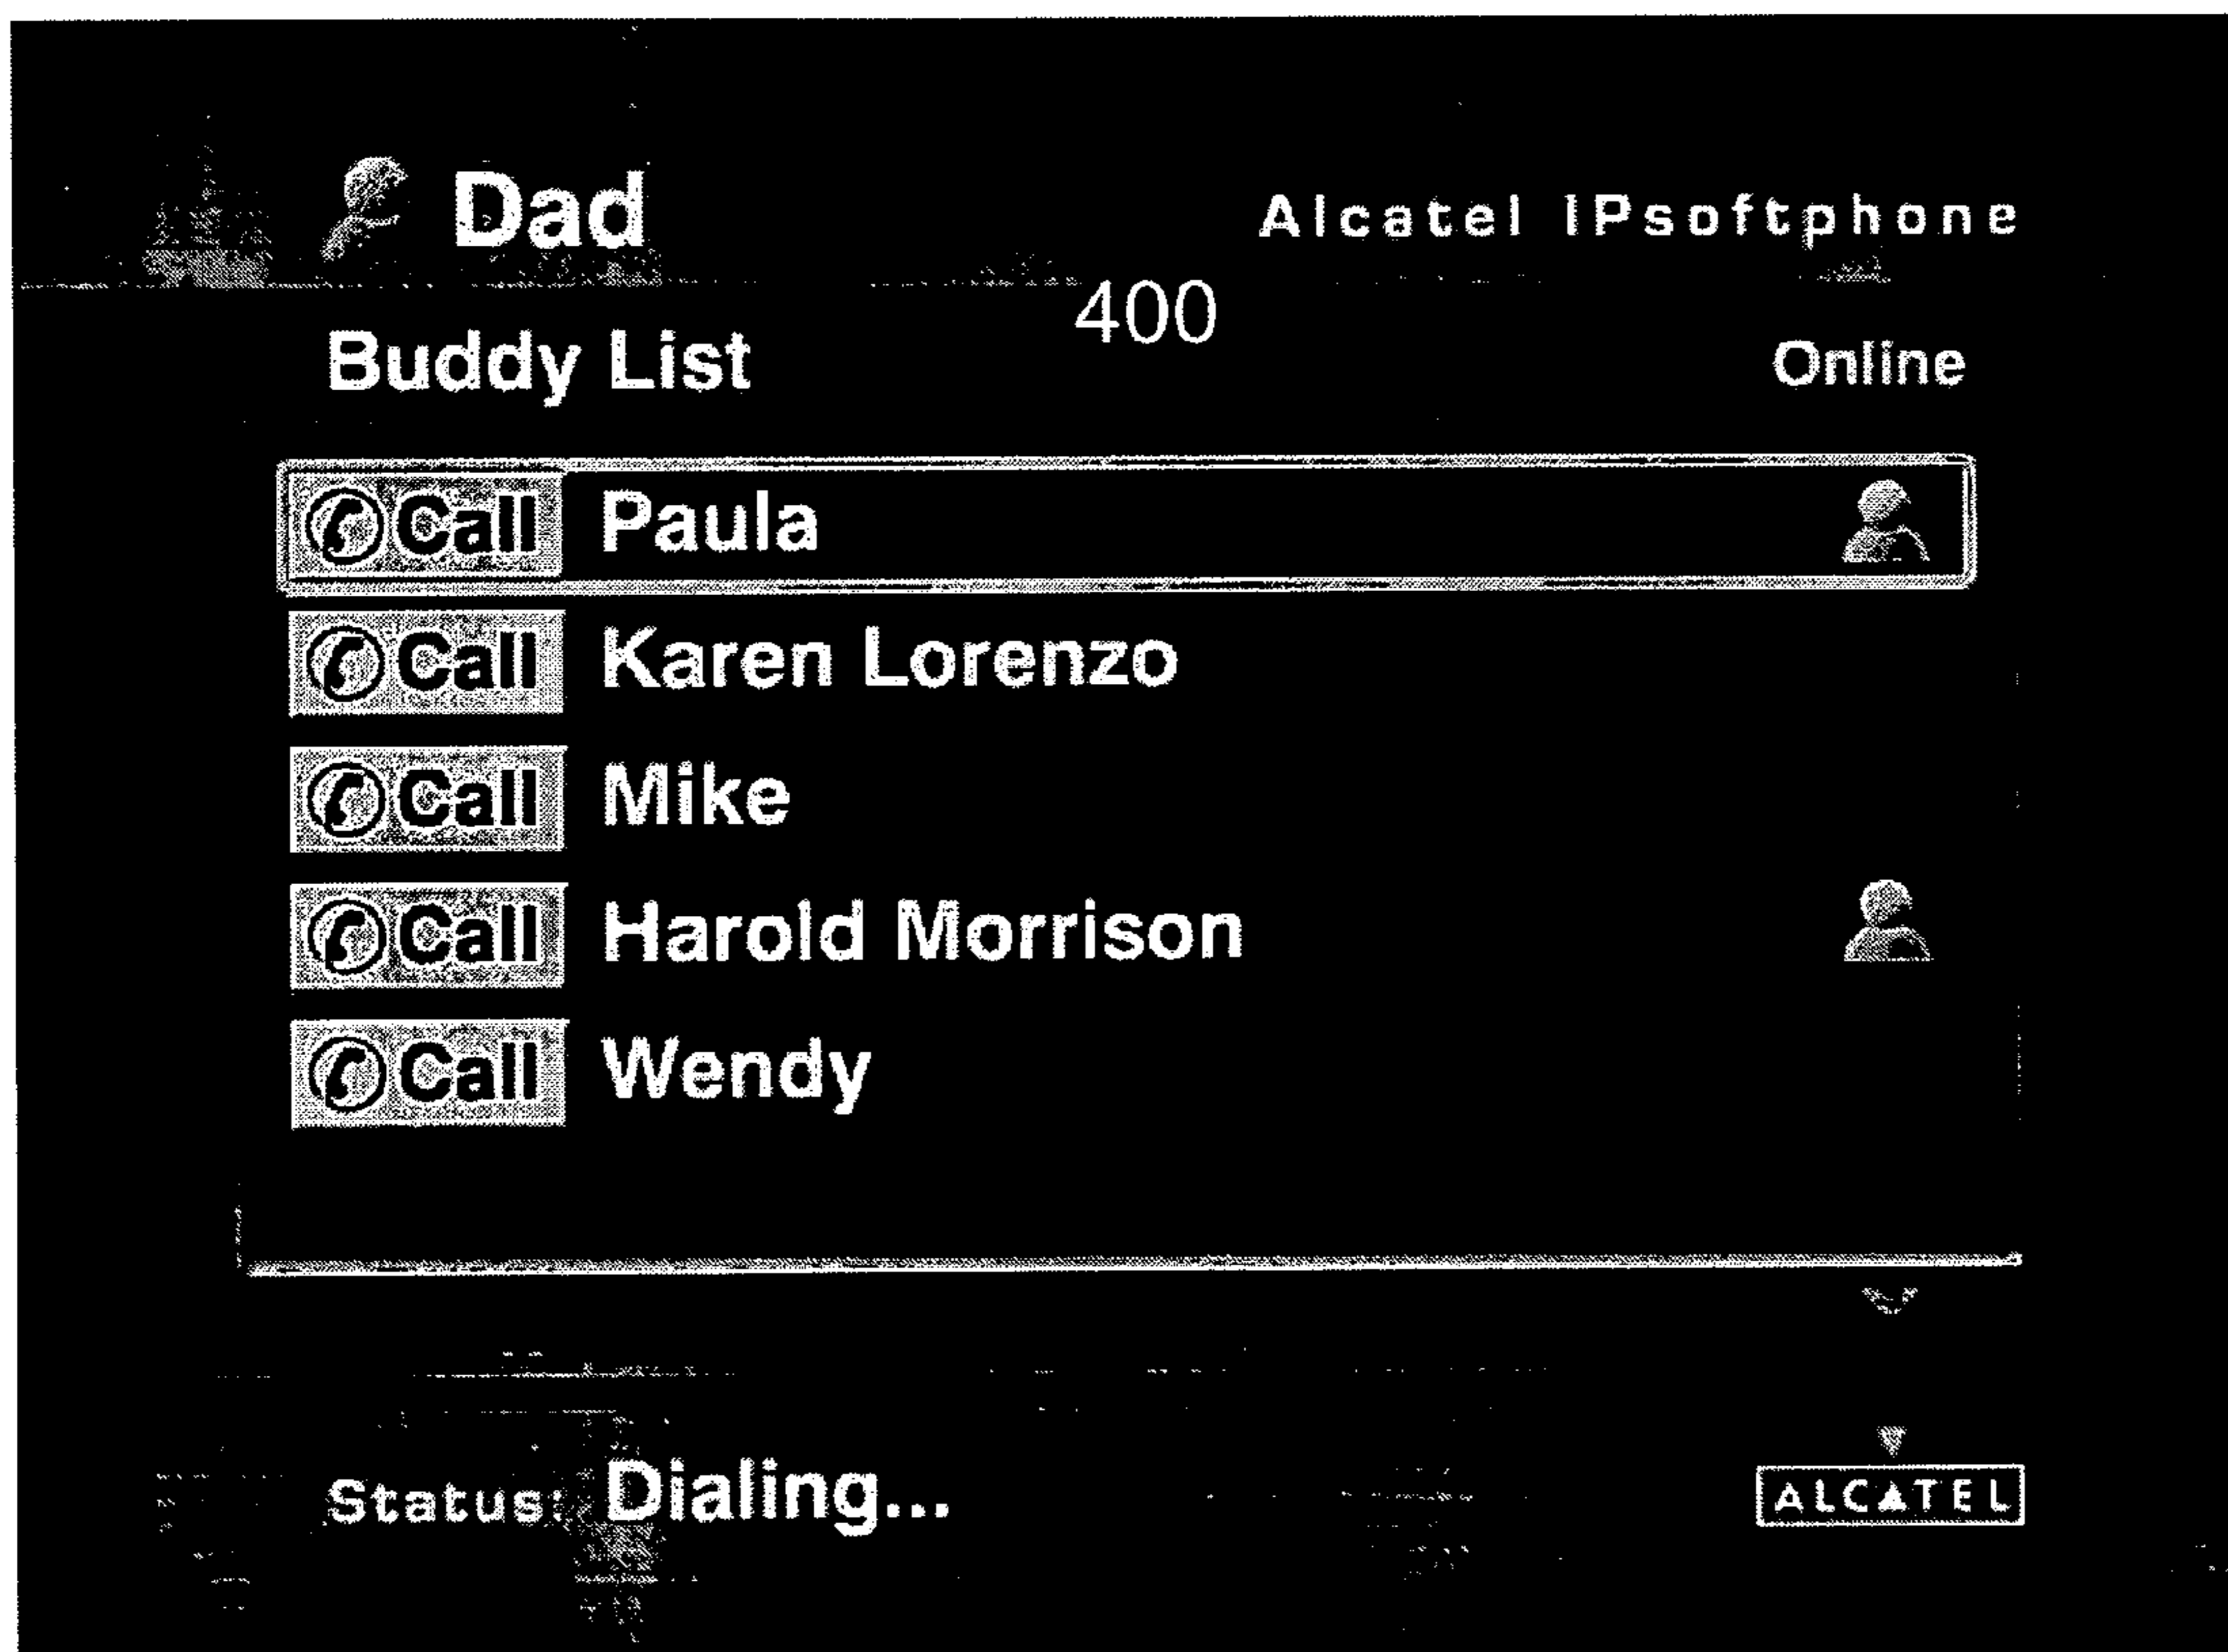 Dad
Alcatel IPsoftphone
400
Buddy List
Online
Call Paula
Call Karen Lorenzo
Call Mike
Call Harold Morrison
Call Wendy
Status: Dialing...
ALCATEL